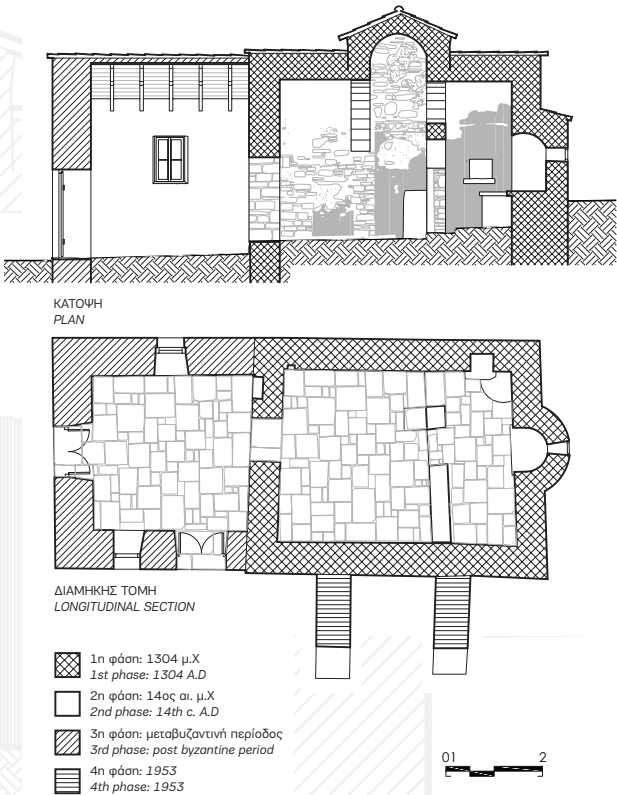 ΚΑΤΟΨΗ
PLAN
ΔΙΑΜΗΚΗΣ ΤΟΜΗ
LONGITUDINAL SECTION
1η φάση: 1304 μ.Χ
1st phase: 1304 A.D
2η φάση: 14ος αι. μ.Χ
2nd phase: 14th c. A.D
3η φάση: μεταβυζαντινή περίοδος
3rd phase: post byzantine period
4η φάση: 1953
4th phase: 1953
01 2